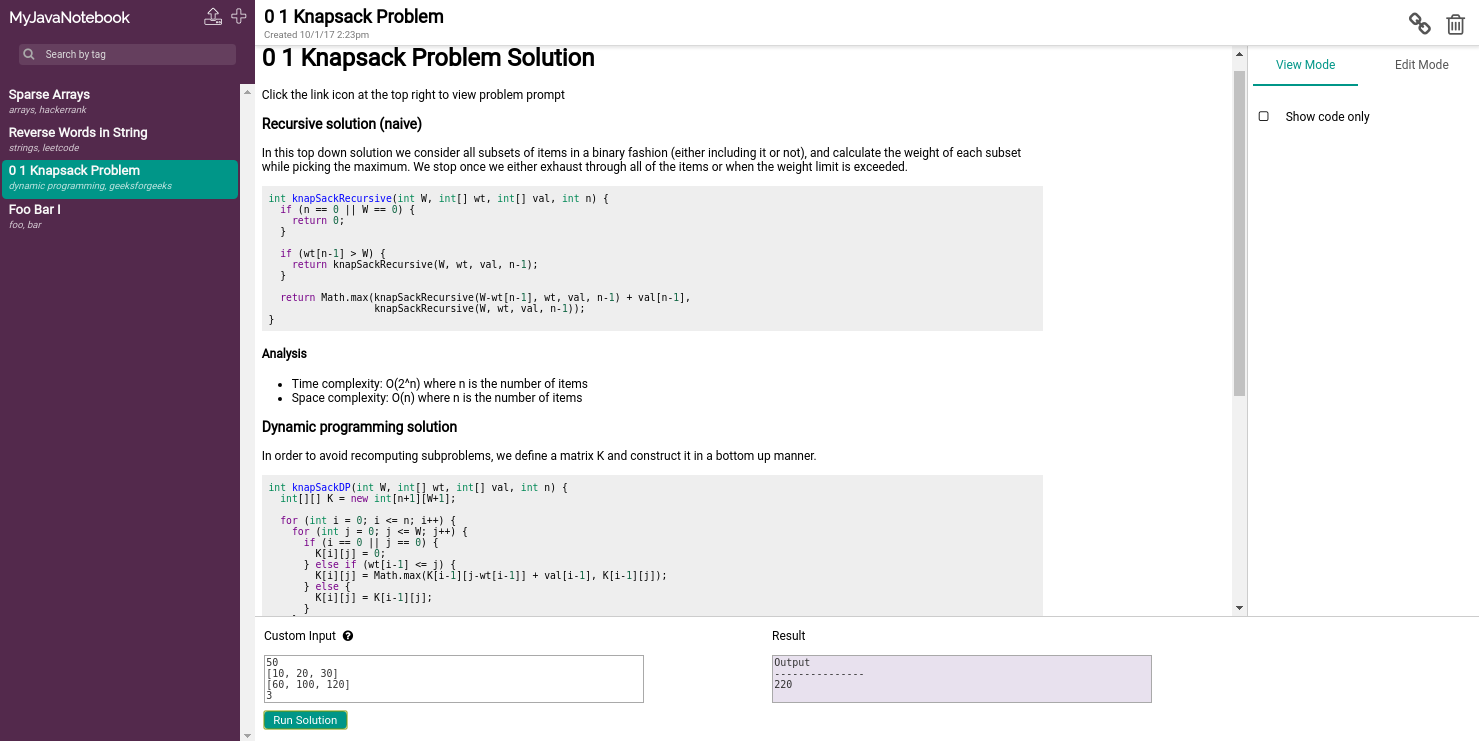 MyJavaNotebook
Search by tag
Sparse Arrays
arrays, hackerrank
Reverse Words in String
strings, leetcode
0 1 Knapsack Problem
dynamic programming, geeksforgeeks
Foo Bar !
foo, bar
0 1 Knapsack Problem
Created 10/1/17 2:23pm
0 1 Knapsack Problem Solution
Click the link icon at the top right to view problem prompt
Recursive solution (naive)
In this top down solution we consider all subsets of items in a binary fashion (either including it or not), and calculate the weight of each subset
while picking the maximum. We stop once we either exhaust through all of the items or when the weight limit is exceeded.
int knapSackRecursive(int W, int[] wt, int[] val, int n) {
  if (n == 0 || W == 0) {
    return 0;
  }
  if (wt[n-1] > W) {
    return knapSackRecursive(W, wt, val, n-1);
  }
  return Math.max(knapSackRecursive(W-wt[n-1], wt, val, n-1) + val[n-1],
                  knapSackRecursive(W, wt, val, n-1));
}
Analysis
• Time complexity: O(2^n) where n is the number of items
• Space complexity: O(n) where n is the number of items
Dynamic programming solution
In order to avoid recomputing subproblems, we define a matrix K and construct it in a bottom up manner.
int knapSackDP(int W, int[] wt, int[] val, int n) {
  int[][] K = new int[n+1][W+1];
  for (int i = 0; i <= n; i++) {
    for (int j = 0; j <= W; j++) {
      if (i == 0 || j == 0) {
        K[i][j] = 0;
      } else if (wt[i-1] <= j) {
        K[i][j] = Math.max(K[i-1][j-wt[i-1]] + val[i-1], K[i-1][j]);
      } else {
        K[i][j] = K[i-1][j];
      }
View Mode
Edit Mode
Show code only
Custom Input ?
50
[10, 20, 30]
[60, 100, 120]
3
Run Solution
Result
Output
---------------
220